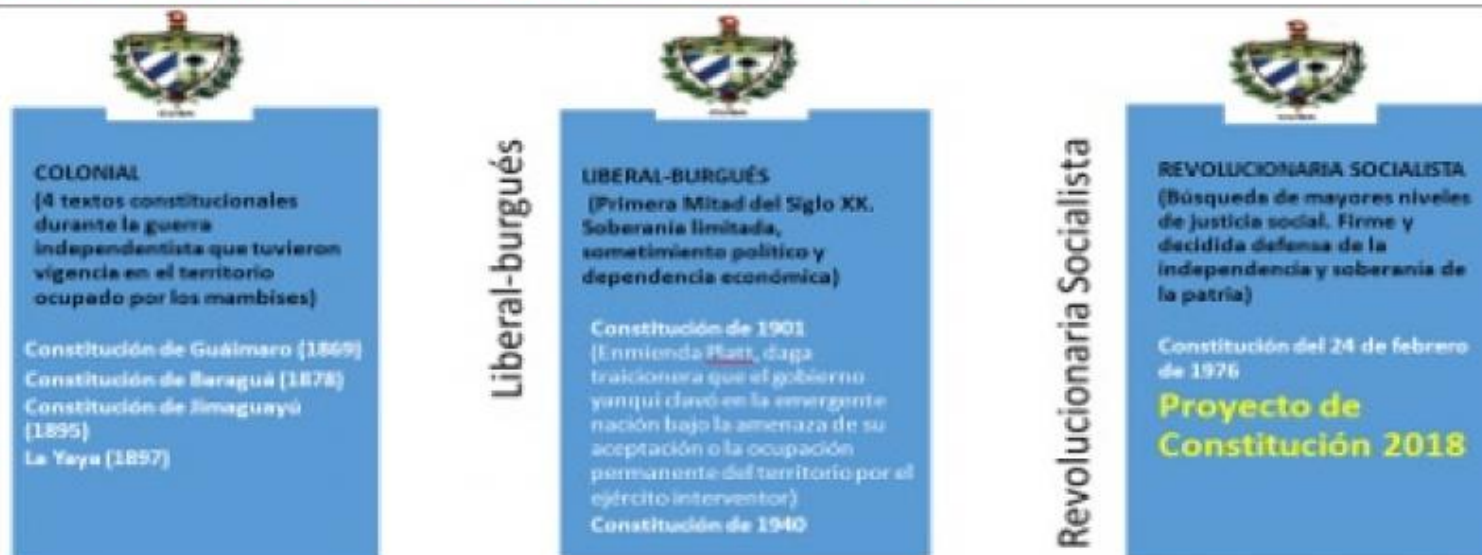 COLONIAL
(4 textos constitucionales
durante la guerra
independentista que tuvieron
vigencia en el territorio
ocupado por los mambises)
Constitución de Guáimaro (1869)
Constitución de Baraguá (1878)
Constitución de Jimaguayú
(1895)
La Yaya (1897)
Liberal-burgués
LIBERAL-BURGUÉS
(Primera Mitad del Siglo XX.
Soberanía limitada,
sometimiento político y
dependencia económica)
Constitución de 1901
(Enmienda Platt, daga
traicionera que el gobierno
yanqui clavó en la emergente
nación bajo la amenaza de su
aceptación o la ocupación
permanente del territorio por el
ejército interventor)
Constitución de 1940
Revolucionaria Socialista
REVOLUCIONARIA SOCIALISTA
(Búsqueda de mayores niveles
de justicia social. Firme y
decidida defensa de la
independencia y soberanía de
la patria)
Constitución del 24 de febrero
de 1976
Proyecto de
Constitución 2018